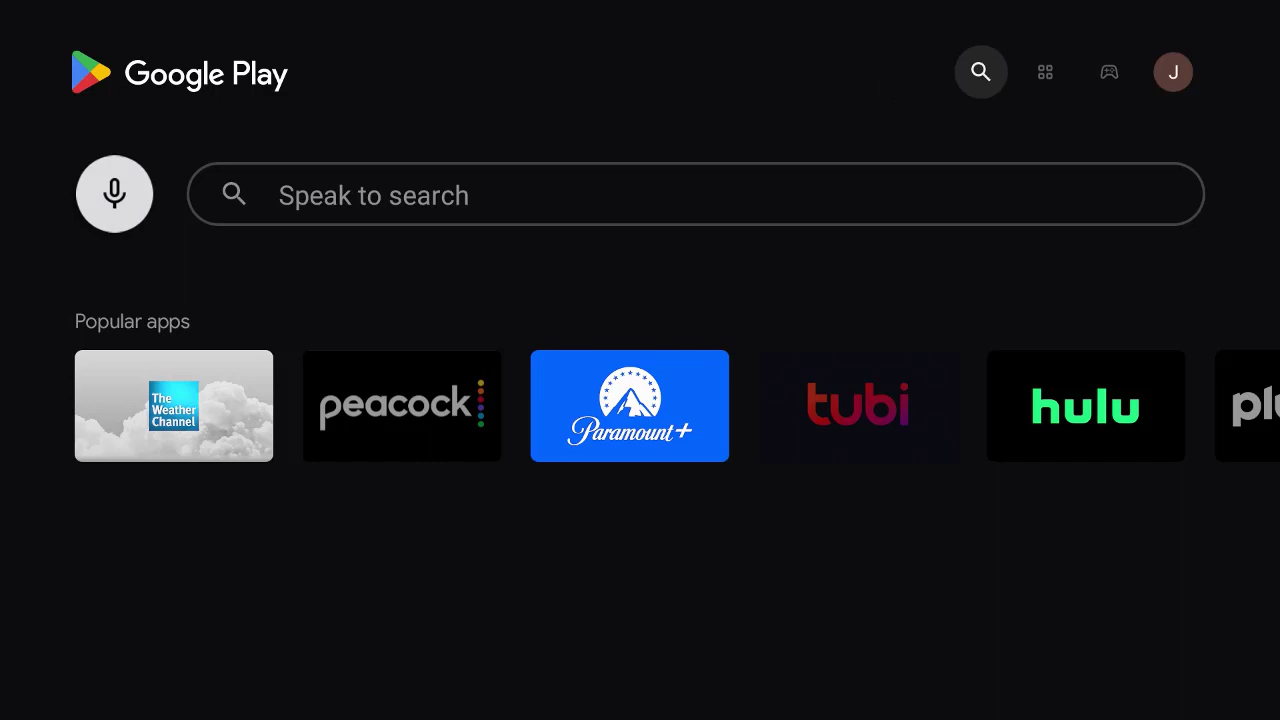 Google Play
J
Speak to search
Popular apps
The
Weather
Channel
peacock
Paramount+
tubi
hulu